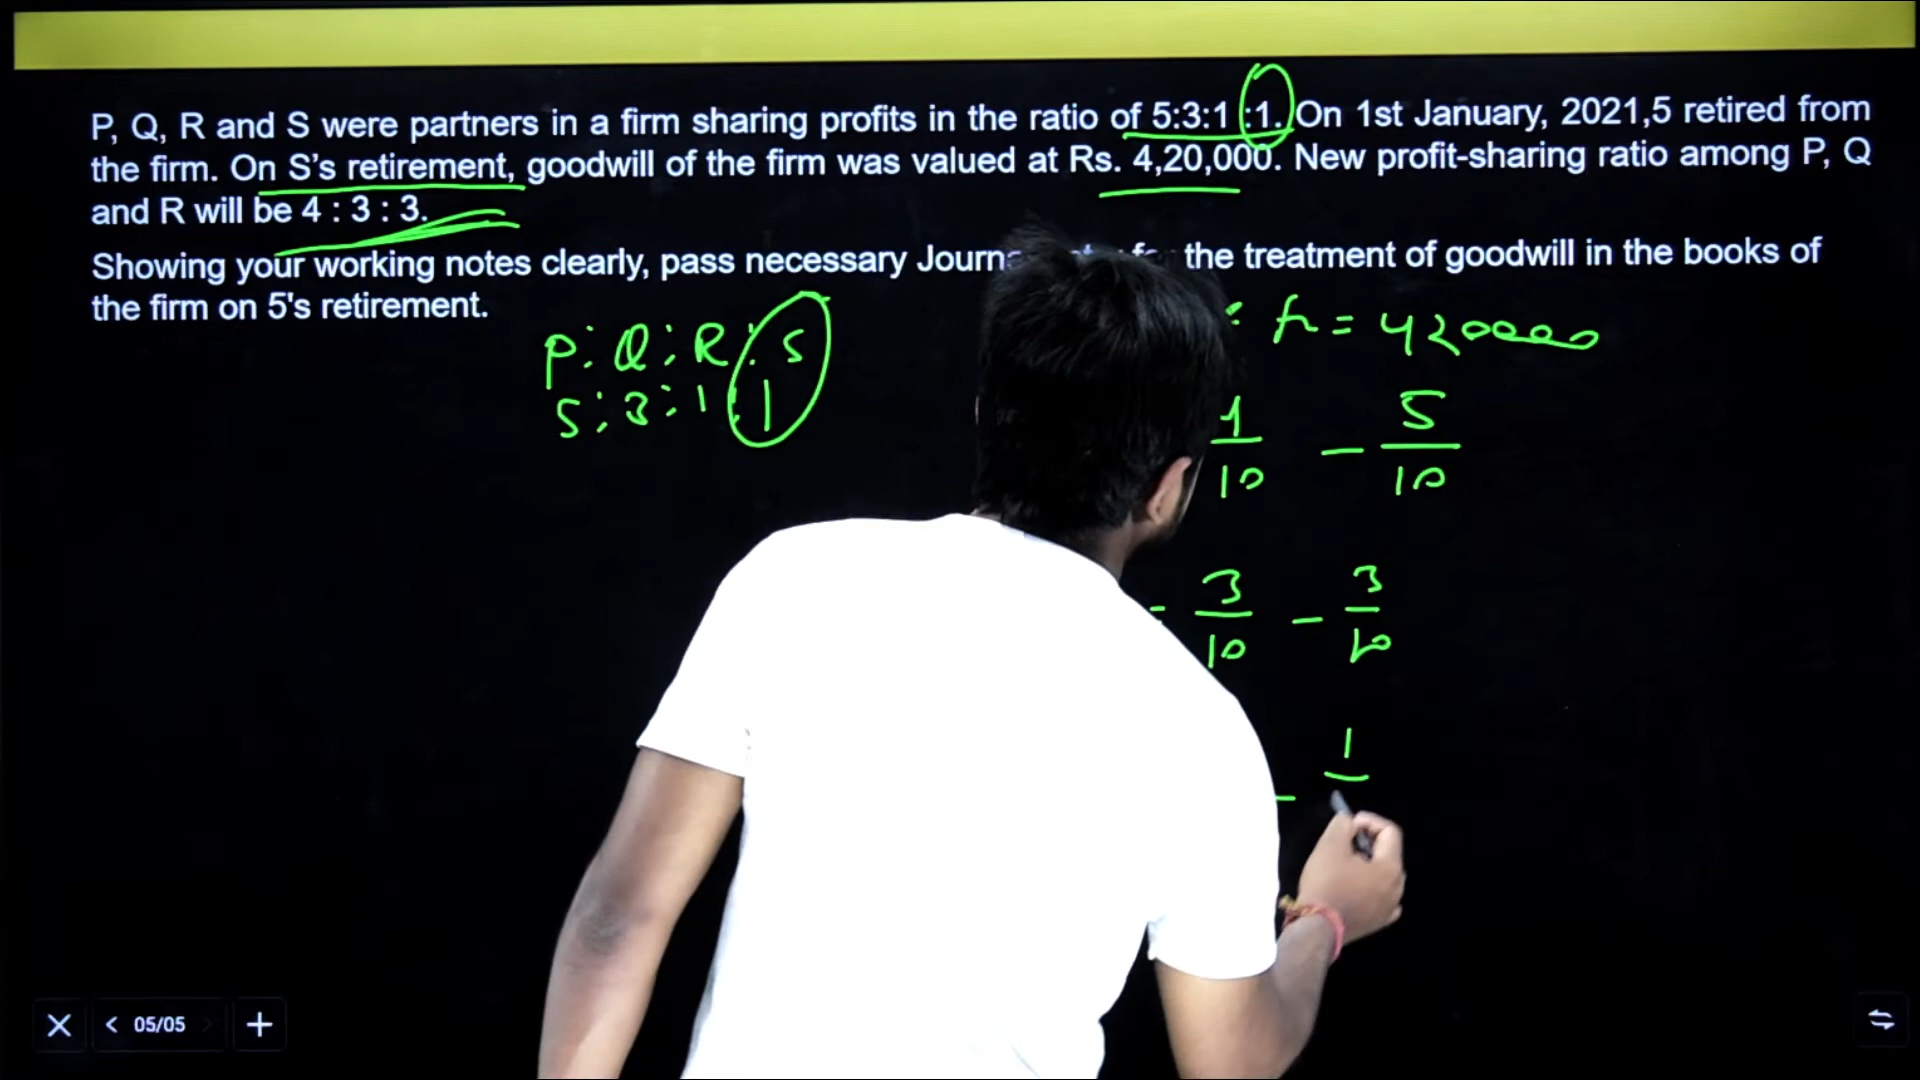 P, Q, R and S were partners in a firm sharing profits in the ratio of 5:3:1 :1. On 1st January, 2021,5 retired from
the firm. On S’s retirement, goodwill of the firm was valued at Rs. 4,20,000. New profit-sharing ratio among P, Q
and R will be 4 : 3 : 3.
Showing your working notes clearly, pass necessary the treatment of goodwill in the books of
the firm on 5's retirement.
P : Q : R : S
5 : 3 : 1 : 1
= 420000
1/10 - 5/10
3/10 - 3/10
- 1
05/05